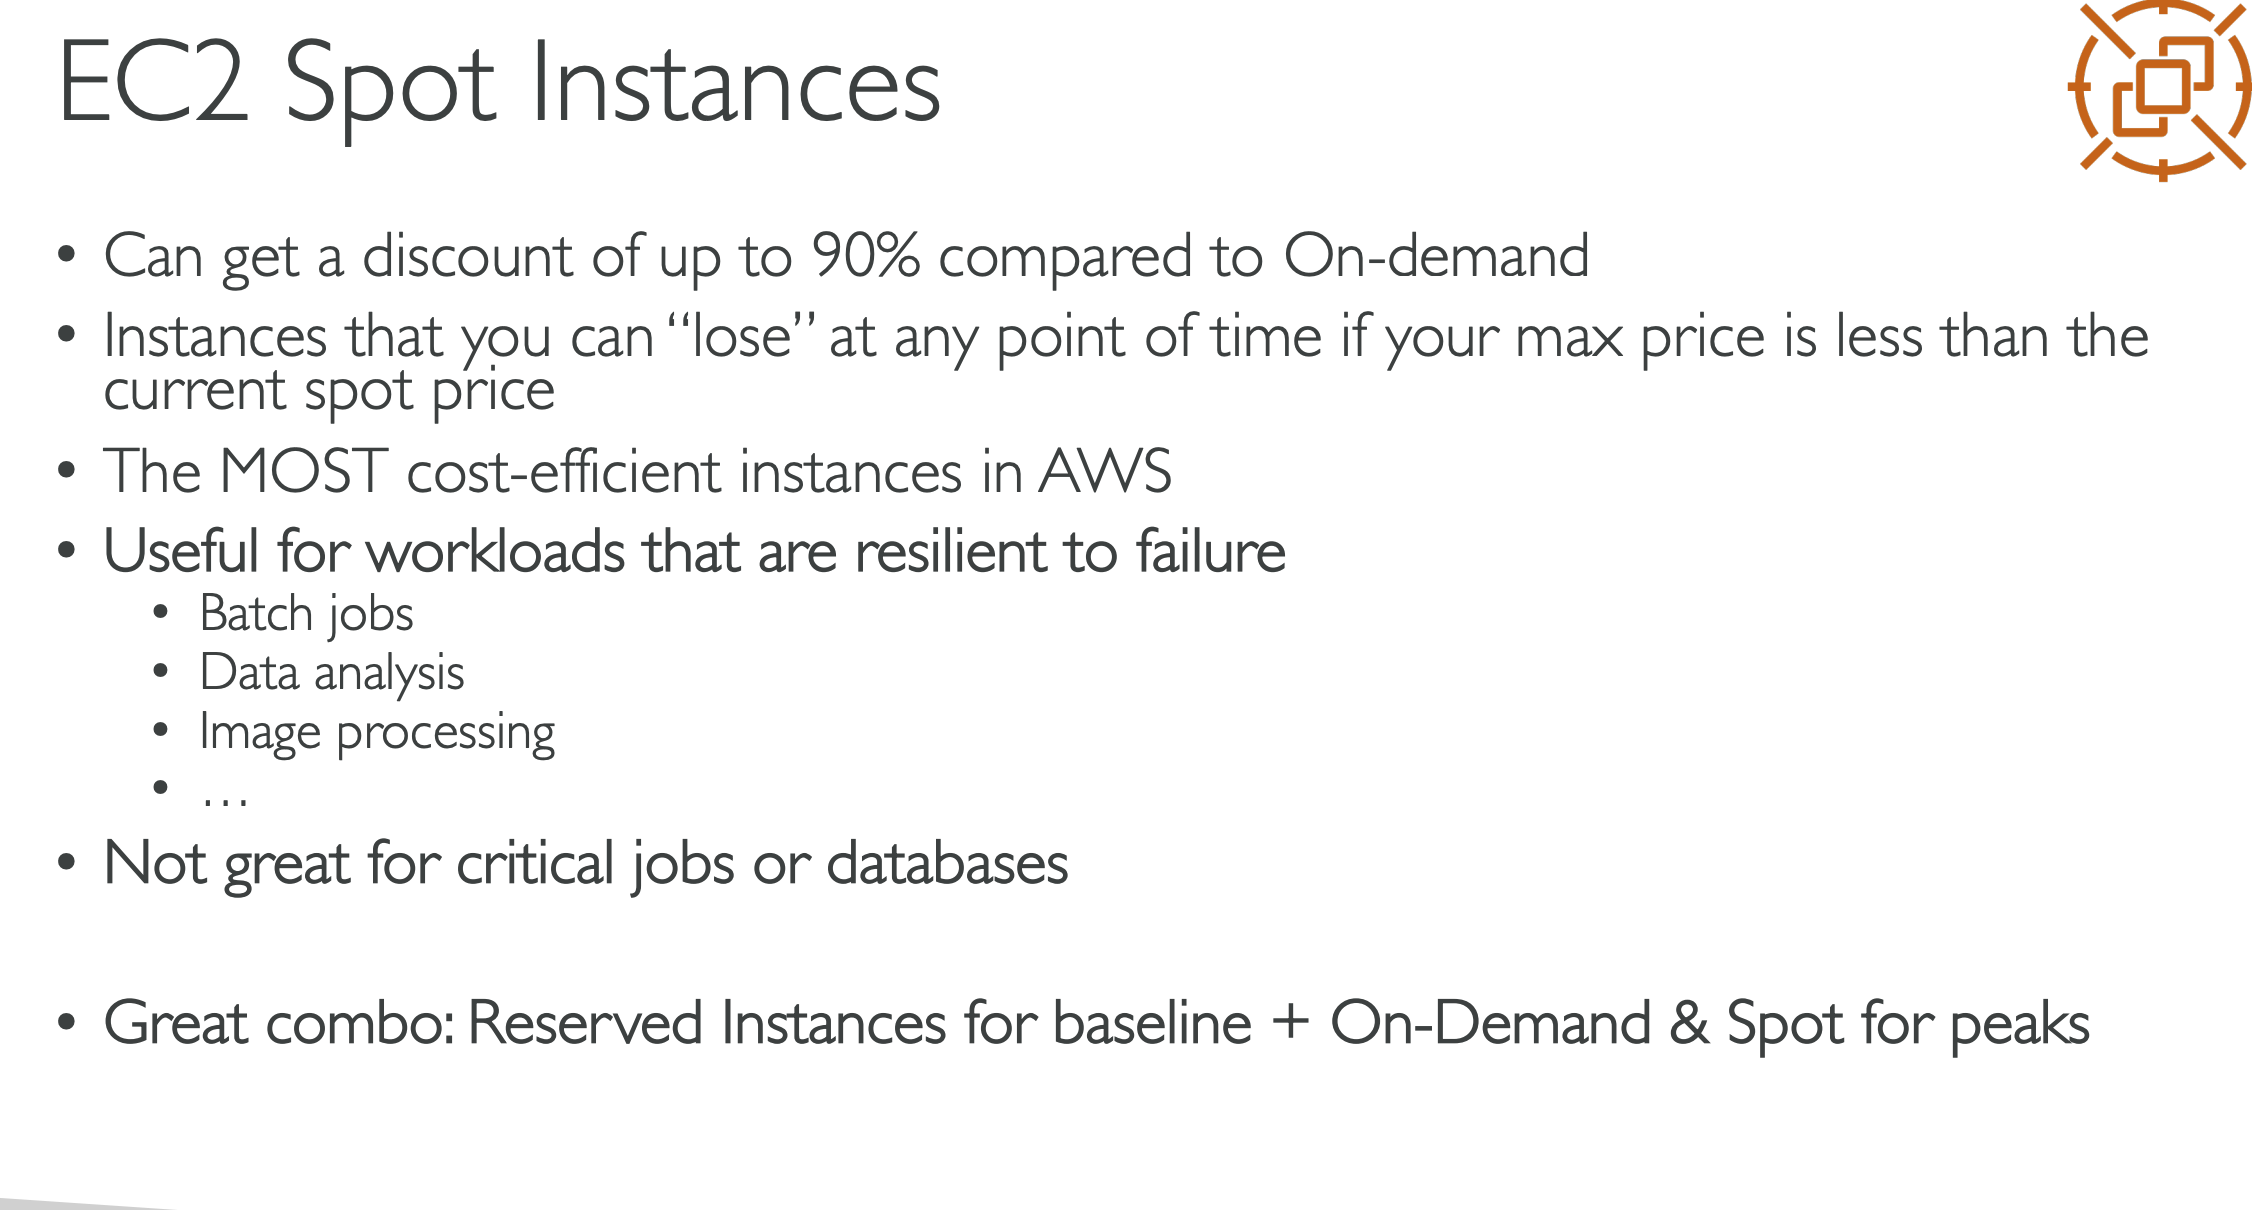 EC2 Spot Instances
• Can get a discount of up to 90% compared to On-demand
• Instances that you can “lose” at any point of time if your max price is less than the
current spot price
• The MOST cost-efficient instances in AWS
• Useful for workloads that are resilient to failure
• Batch jobs
• Data analysis
• Image processing
• …
• Not great for critical jobs or databases
• Great combo: Reserved Instances for baseline + On-Demand & Spot for peaks